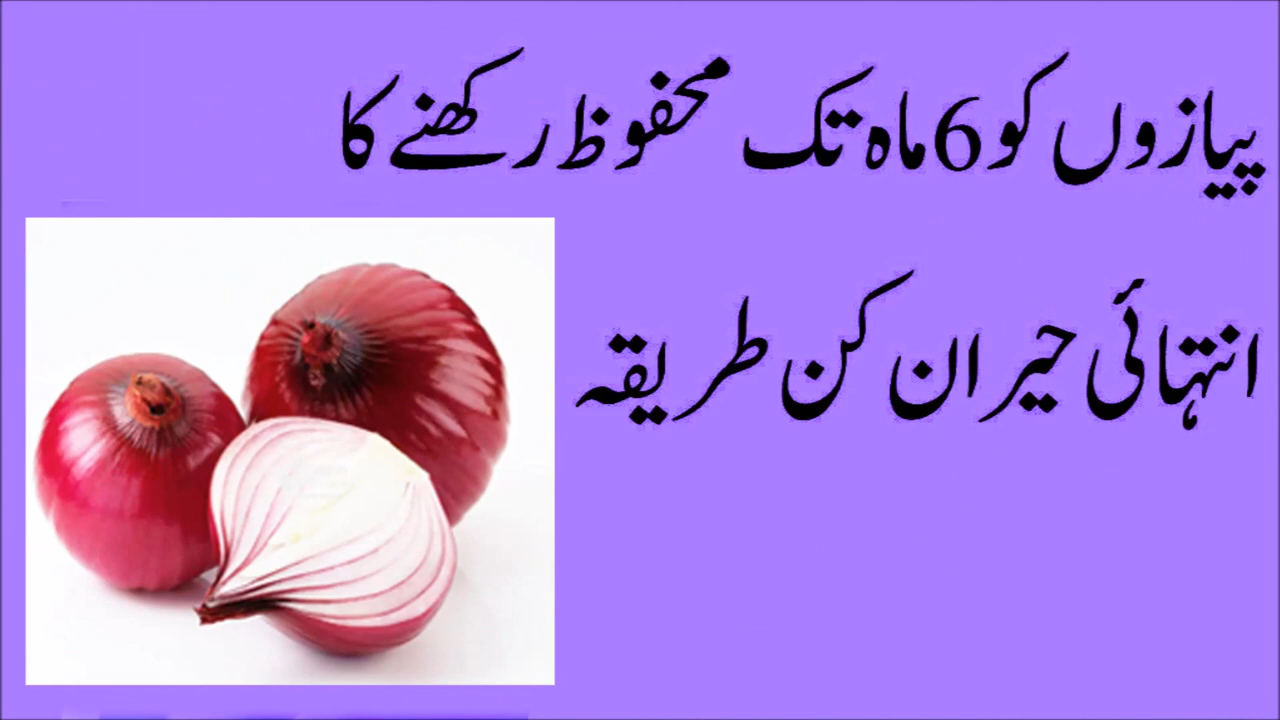 پیازوں کو 6 ماہ تک محفوظ رکھنے کا
انتہائی حیران کن طریقہ